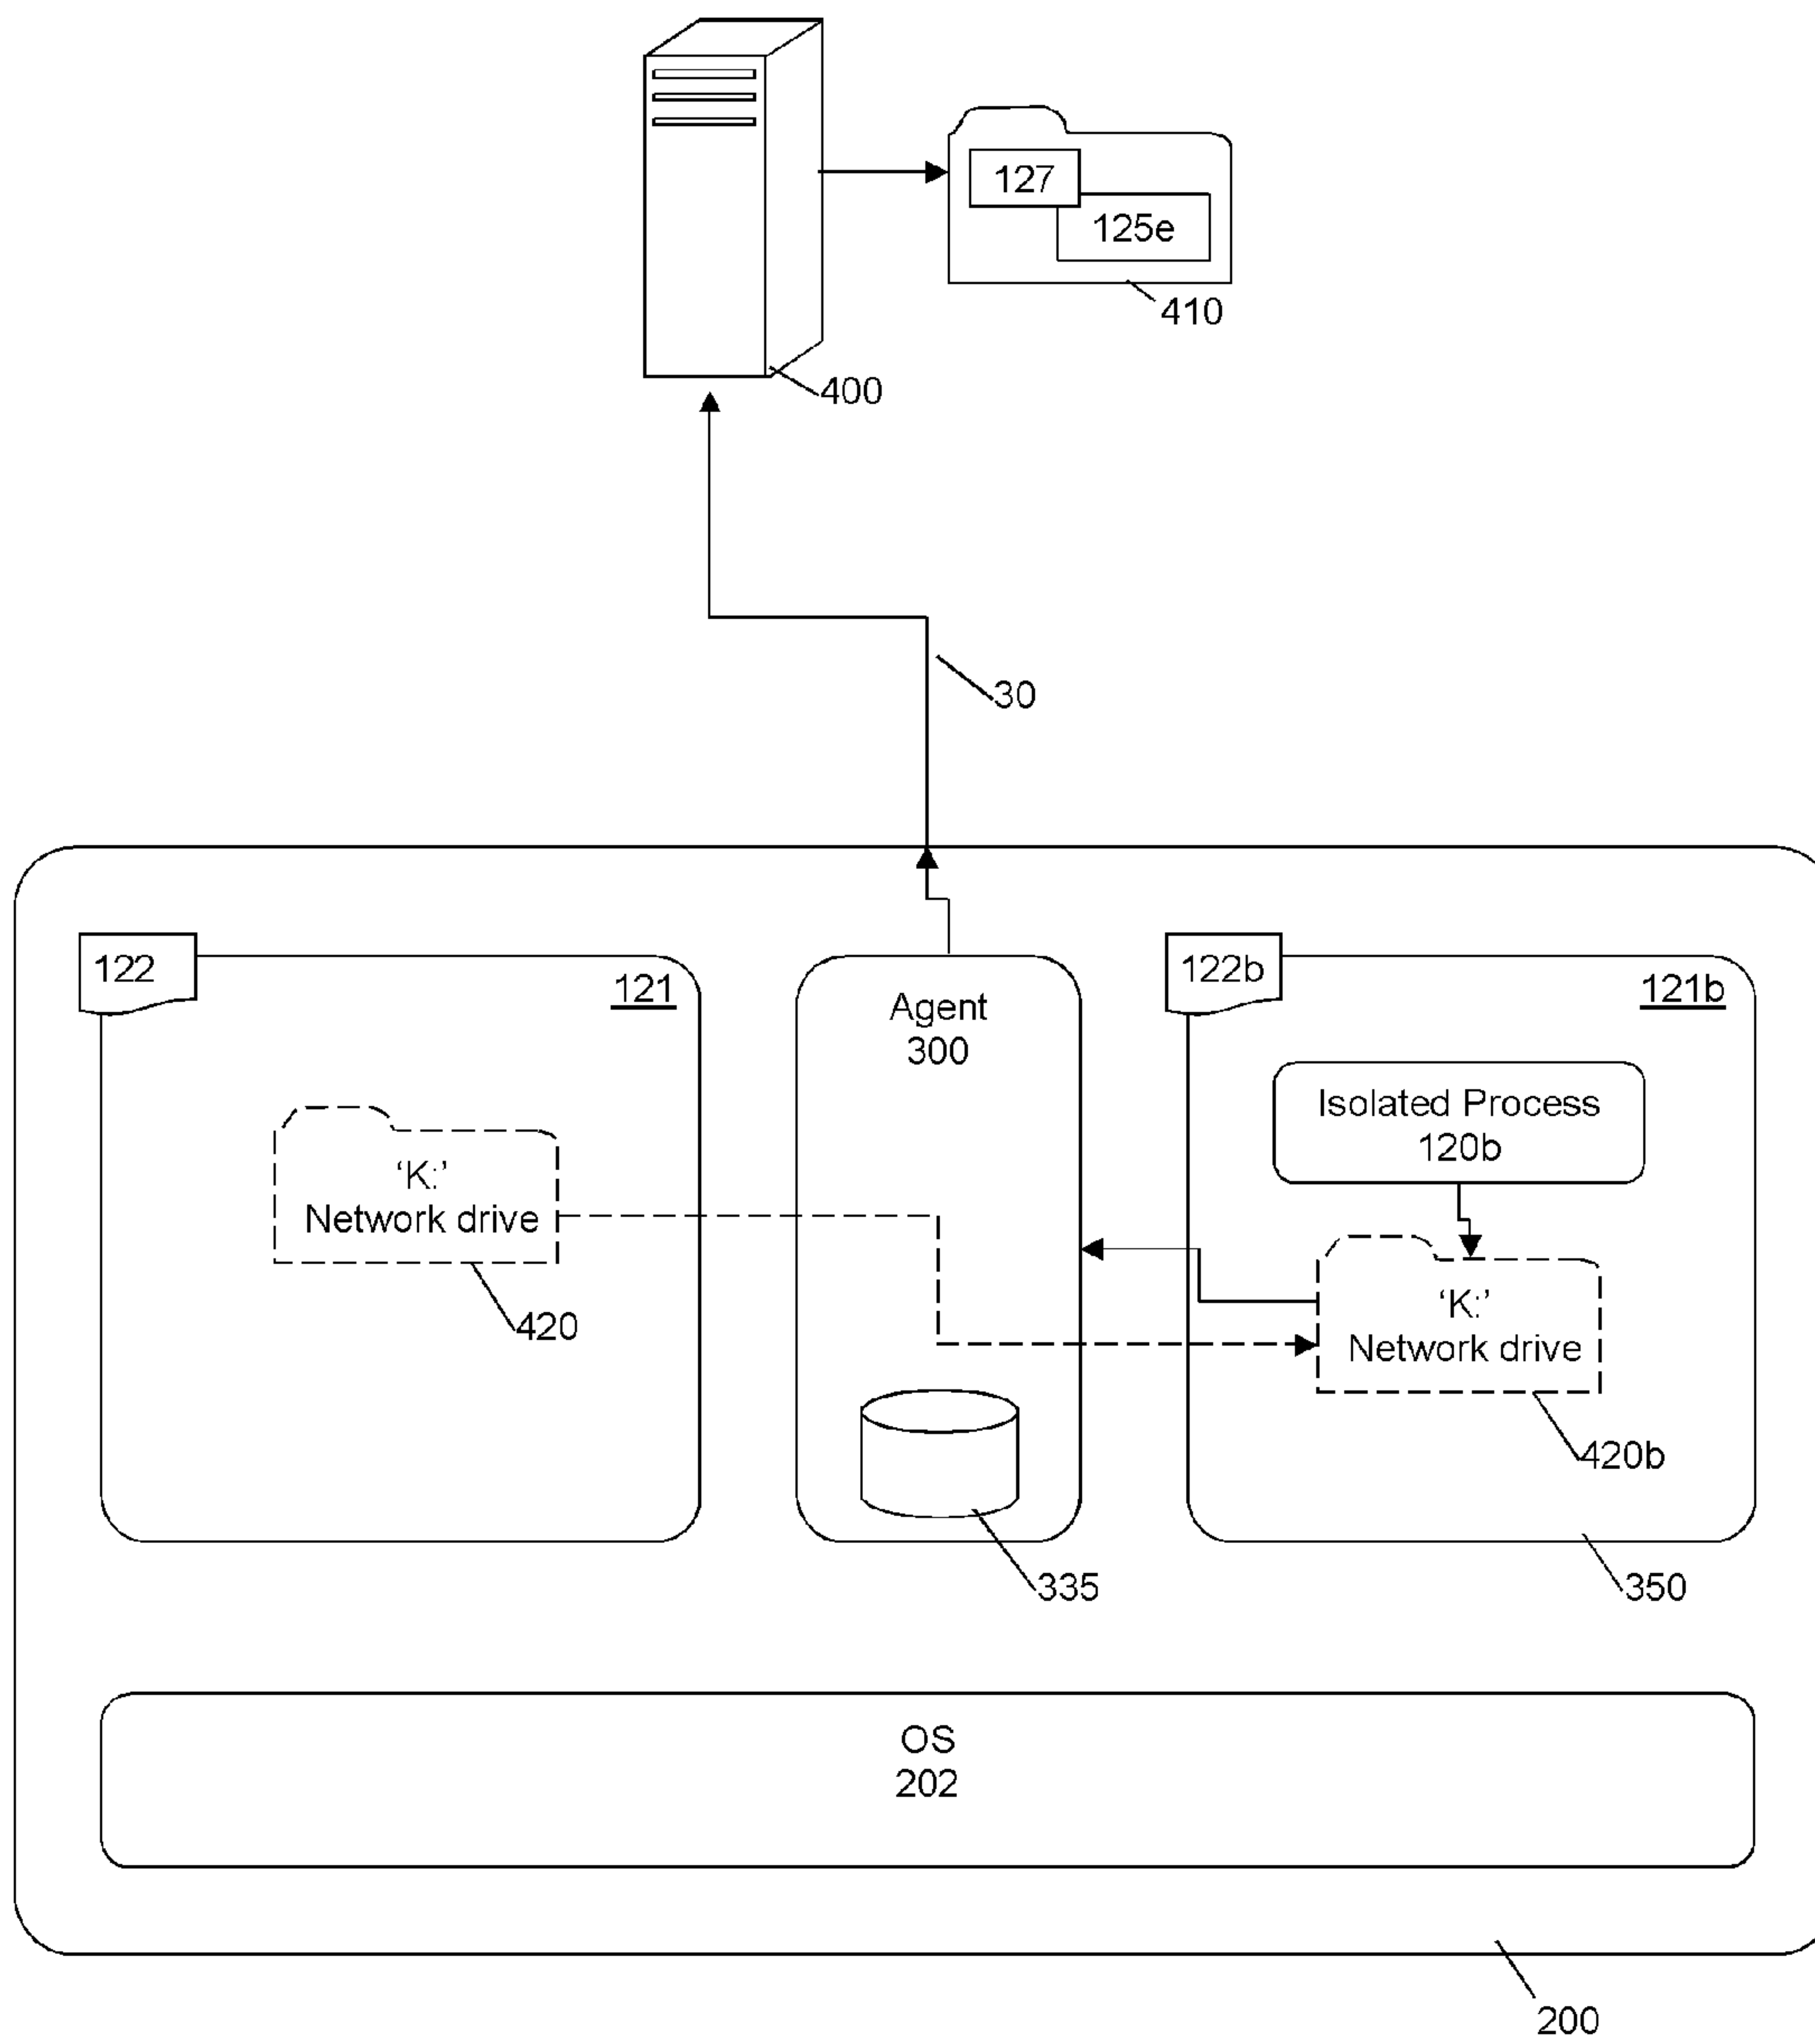 127
125e
410
400
30
122
121
Agent
300
122b
121b
Isolated Process
120b
‘K:’
Network drive
420
‘K:’
Network drive
420b
335
350
OS
202
200